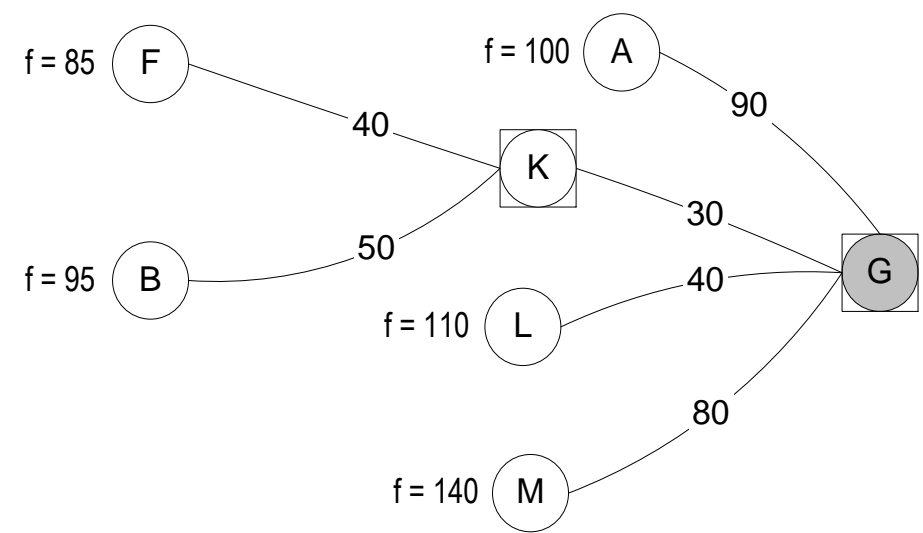 f = 100
A
f = 85
F
90
40
K
30
50
f = 95
B
40
G
f = 110
L
80
f = 140
M